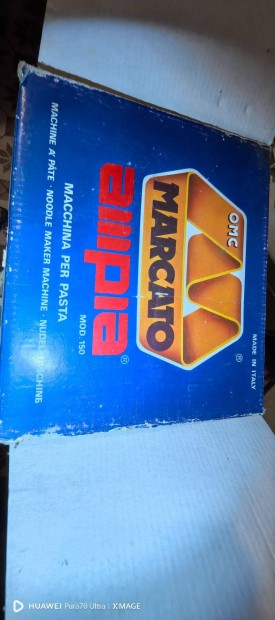 MADE IN ITALY
OMC
MARCATO ®
ampia ®
MOD 150
MACCHINA PER PASTA
MACHINE A' PÂTE · NOODLE MAKER MACHINE ·
HUAWEI Pura70 Ultra | XMAGE